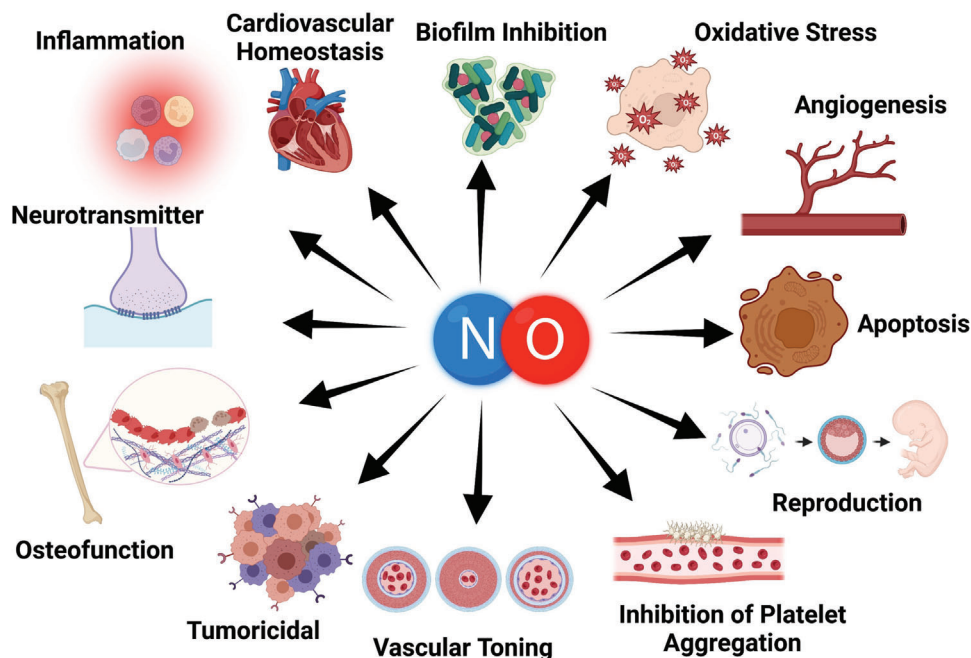 Inflammation
Cardiovascular
Homeostasis
Biofilm Inhibition
Oxidative Stress
Angiogenesis
Neurotransmitter
N O
Apoptosis
Reproduction
Osteofunction
Tumoricidal
Vascular Toning
Inhibition of Platelet
Aggregation